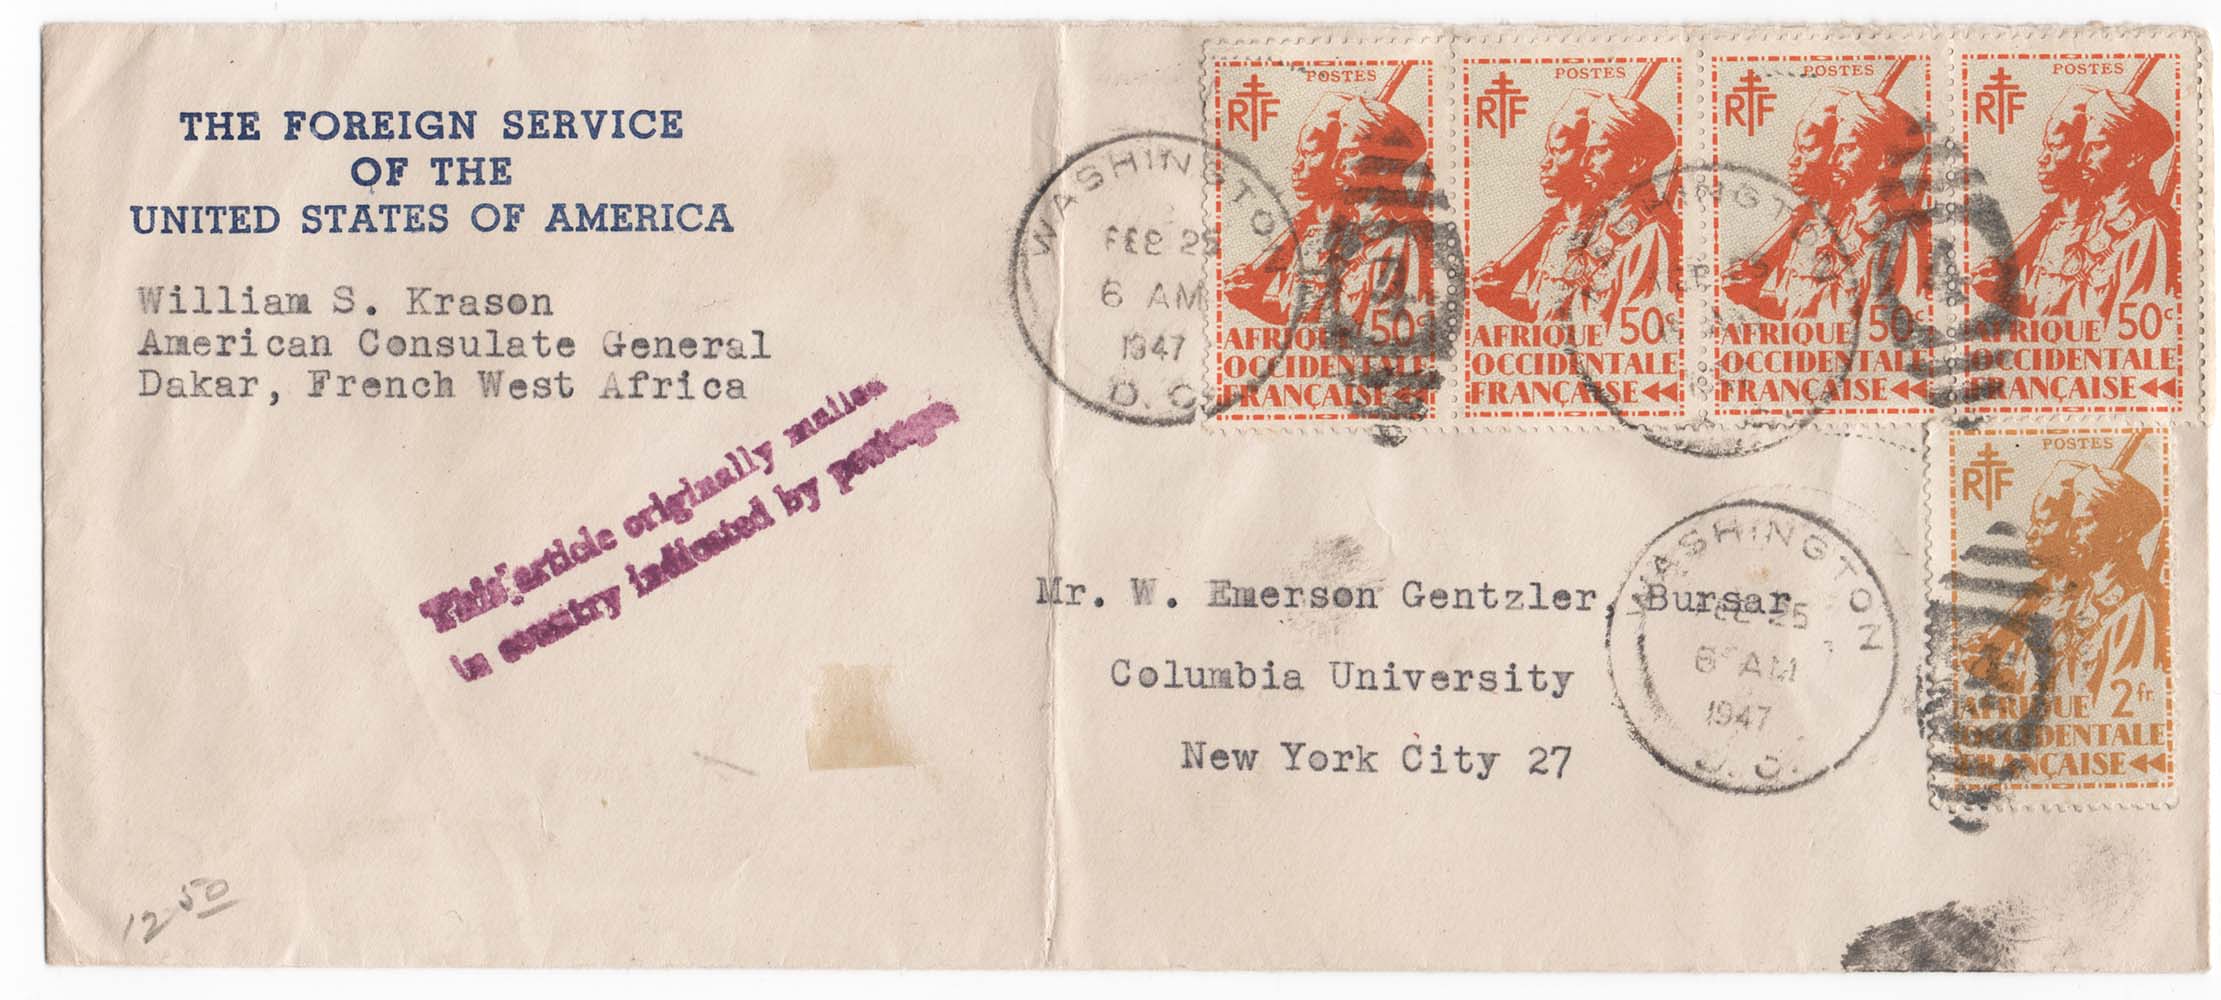 THE FOREIGN SERVICE
OF THE
UNITED STATES OF AMERICA
William S. Krason
American Consulate General
Dakar, French West Africa
This article originally mailed
in country indicated by postage
WASHINGTON
FEB 25
6 AM
1947
D.C.
POSTES
RF
50c
AFRIQUE
OCCIDENTALE
FRANÇAISE
POSTES
RF
50c
AFRIQUE
OCCIDENTALE
FRANÇAISE
POSTES
RF
50c
AFRIQUE
OCCIDENTALE
FRANÇAISE
POSTES
RF
50c
AFRIQUE
OCCIDENTALE
FRANÇAISE
WASHINGTON
POSTES
RF
2fr
AFRIQUE
OCCIDENTALE
FRANÇAISE
Mr. W. Emerson Gentzler, Bursar
Columbia University
New York City 27
WASHINGTON
FEB 25
6 AM
1947
D.C.
12 50